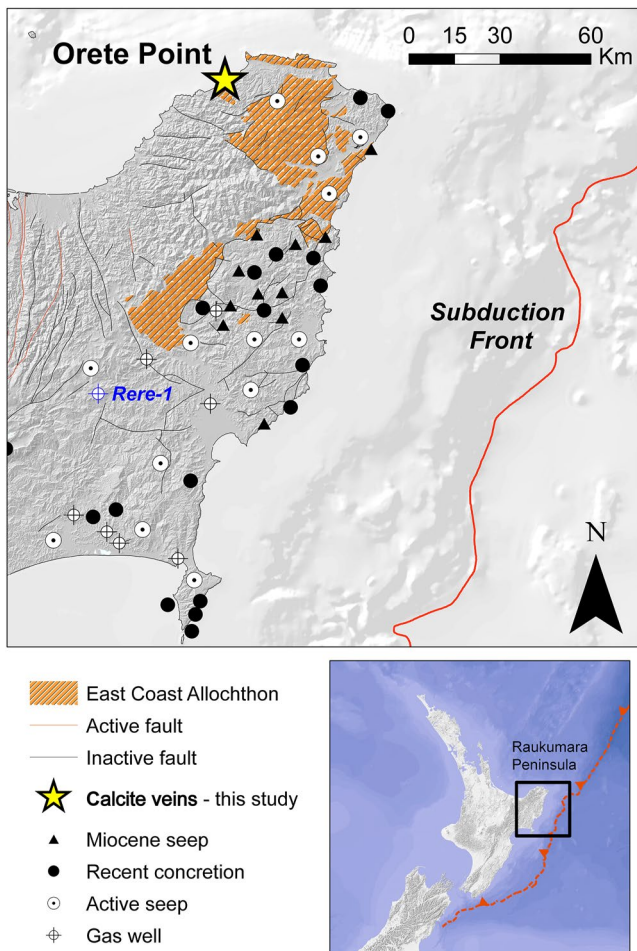 Orete Point
0 15 30 60
Km
Subduction
Front
Rere-1
N
East Coast Allochthon
Active fault
Inactive fault
Calcite veins - this study
Miocene seep
Recent concretion
Active seep
Gas well
Raukumara
Peninsula